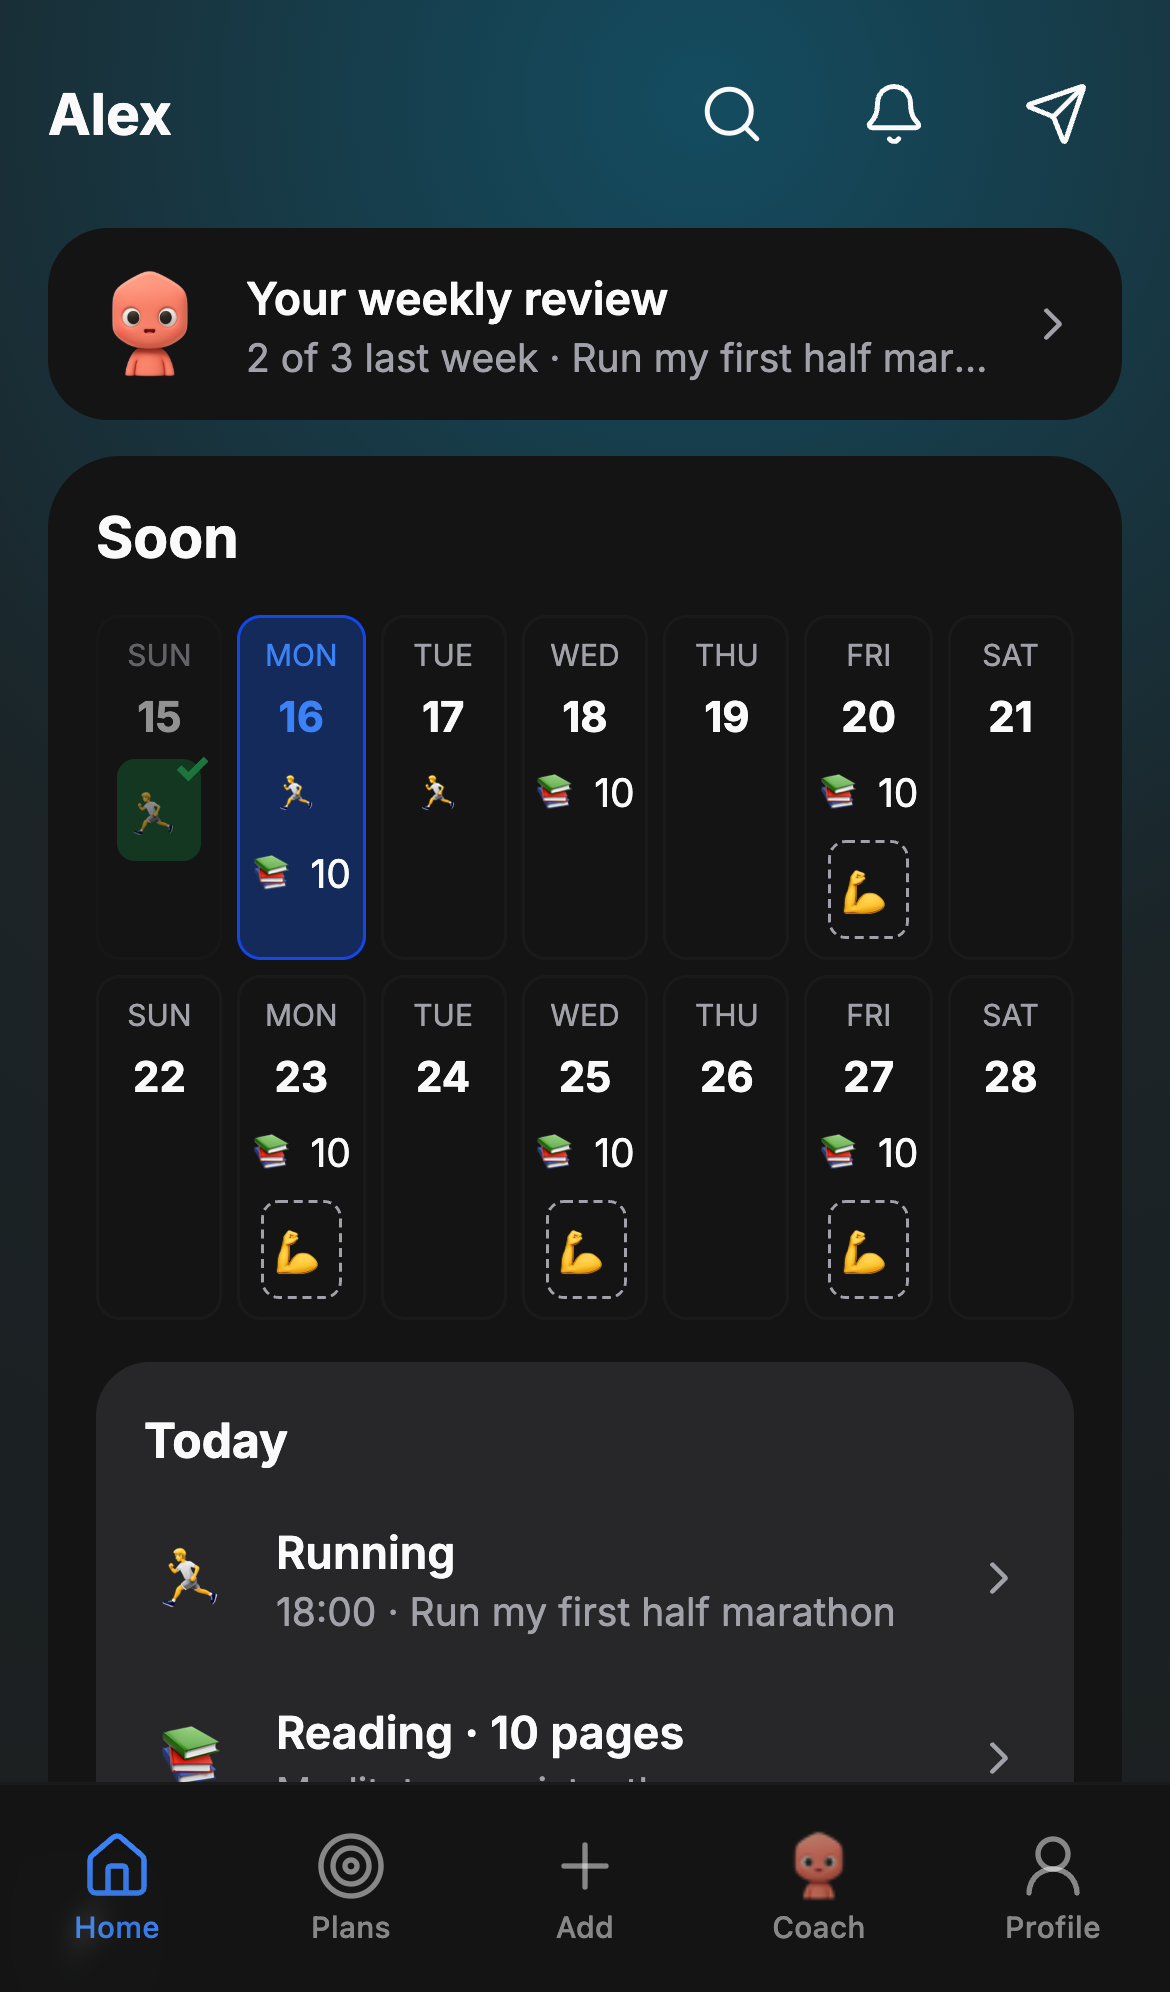 Alex
Your weekly review
2 of 3 last week · Run my first half mar...
Soon
SUN MON TUE WED THU FRI SAT
15 16 17 18 19 20 21
10 10
10
SUN MON TUE WED THU FRI SAT
22 23 24 25 26 27 28
10 10 10
Today
Running
18:00 · Run my first half marathon
Reading · 10 pages
Home Plans Add Coach Profile